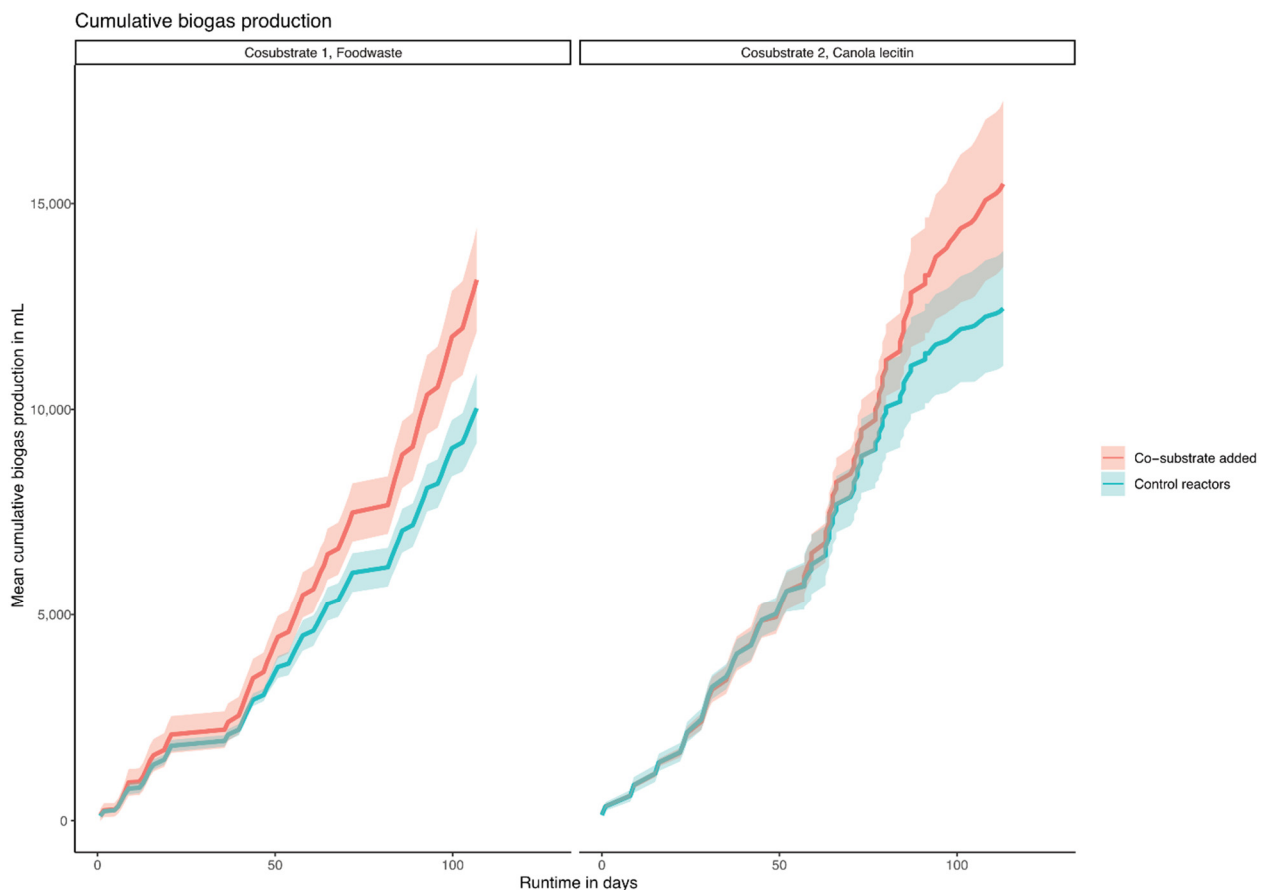 Cumulative biogas production
Cosubstrate 1, Foodwaste
Cosubstrate 2, Canola lecitin
Mean cumulative biogas production in mL
15,000
10,000
5,000
0
0
50
100
0
50
100
Runtime in days
Co-substrate added
Control reactors